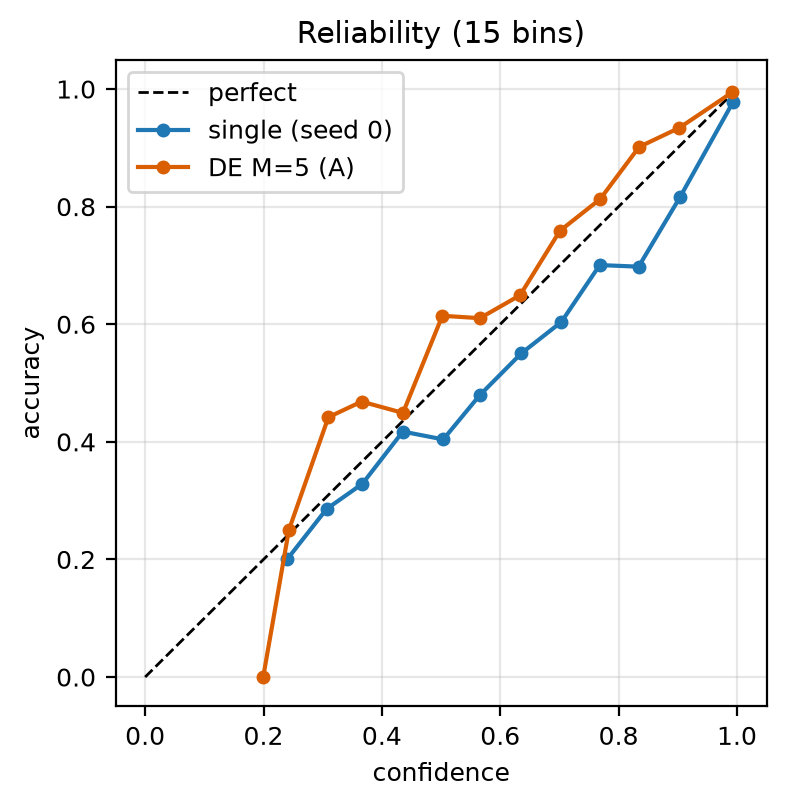 Reliability (15 bins)
perfect
single (seed 0)
DE M=5 (A)
accuracy
1.0
0.8
0.6
0.4
0.2
0.0
0.0 0.2 0.4 0.6 0.8 1.0
confidence